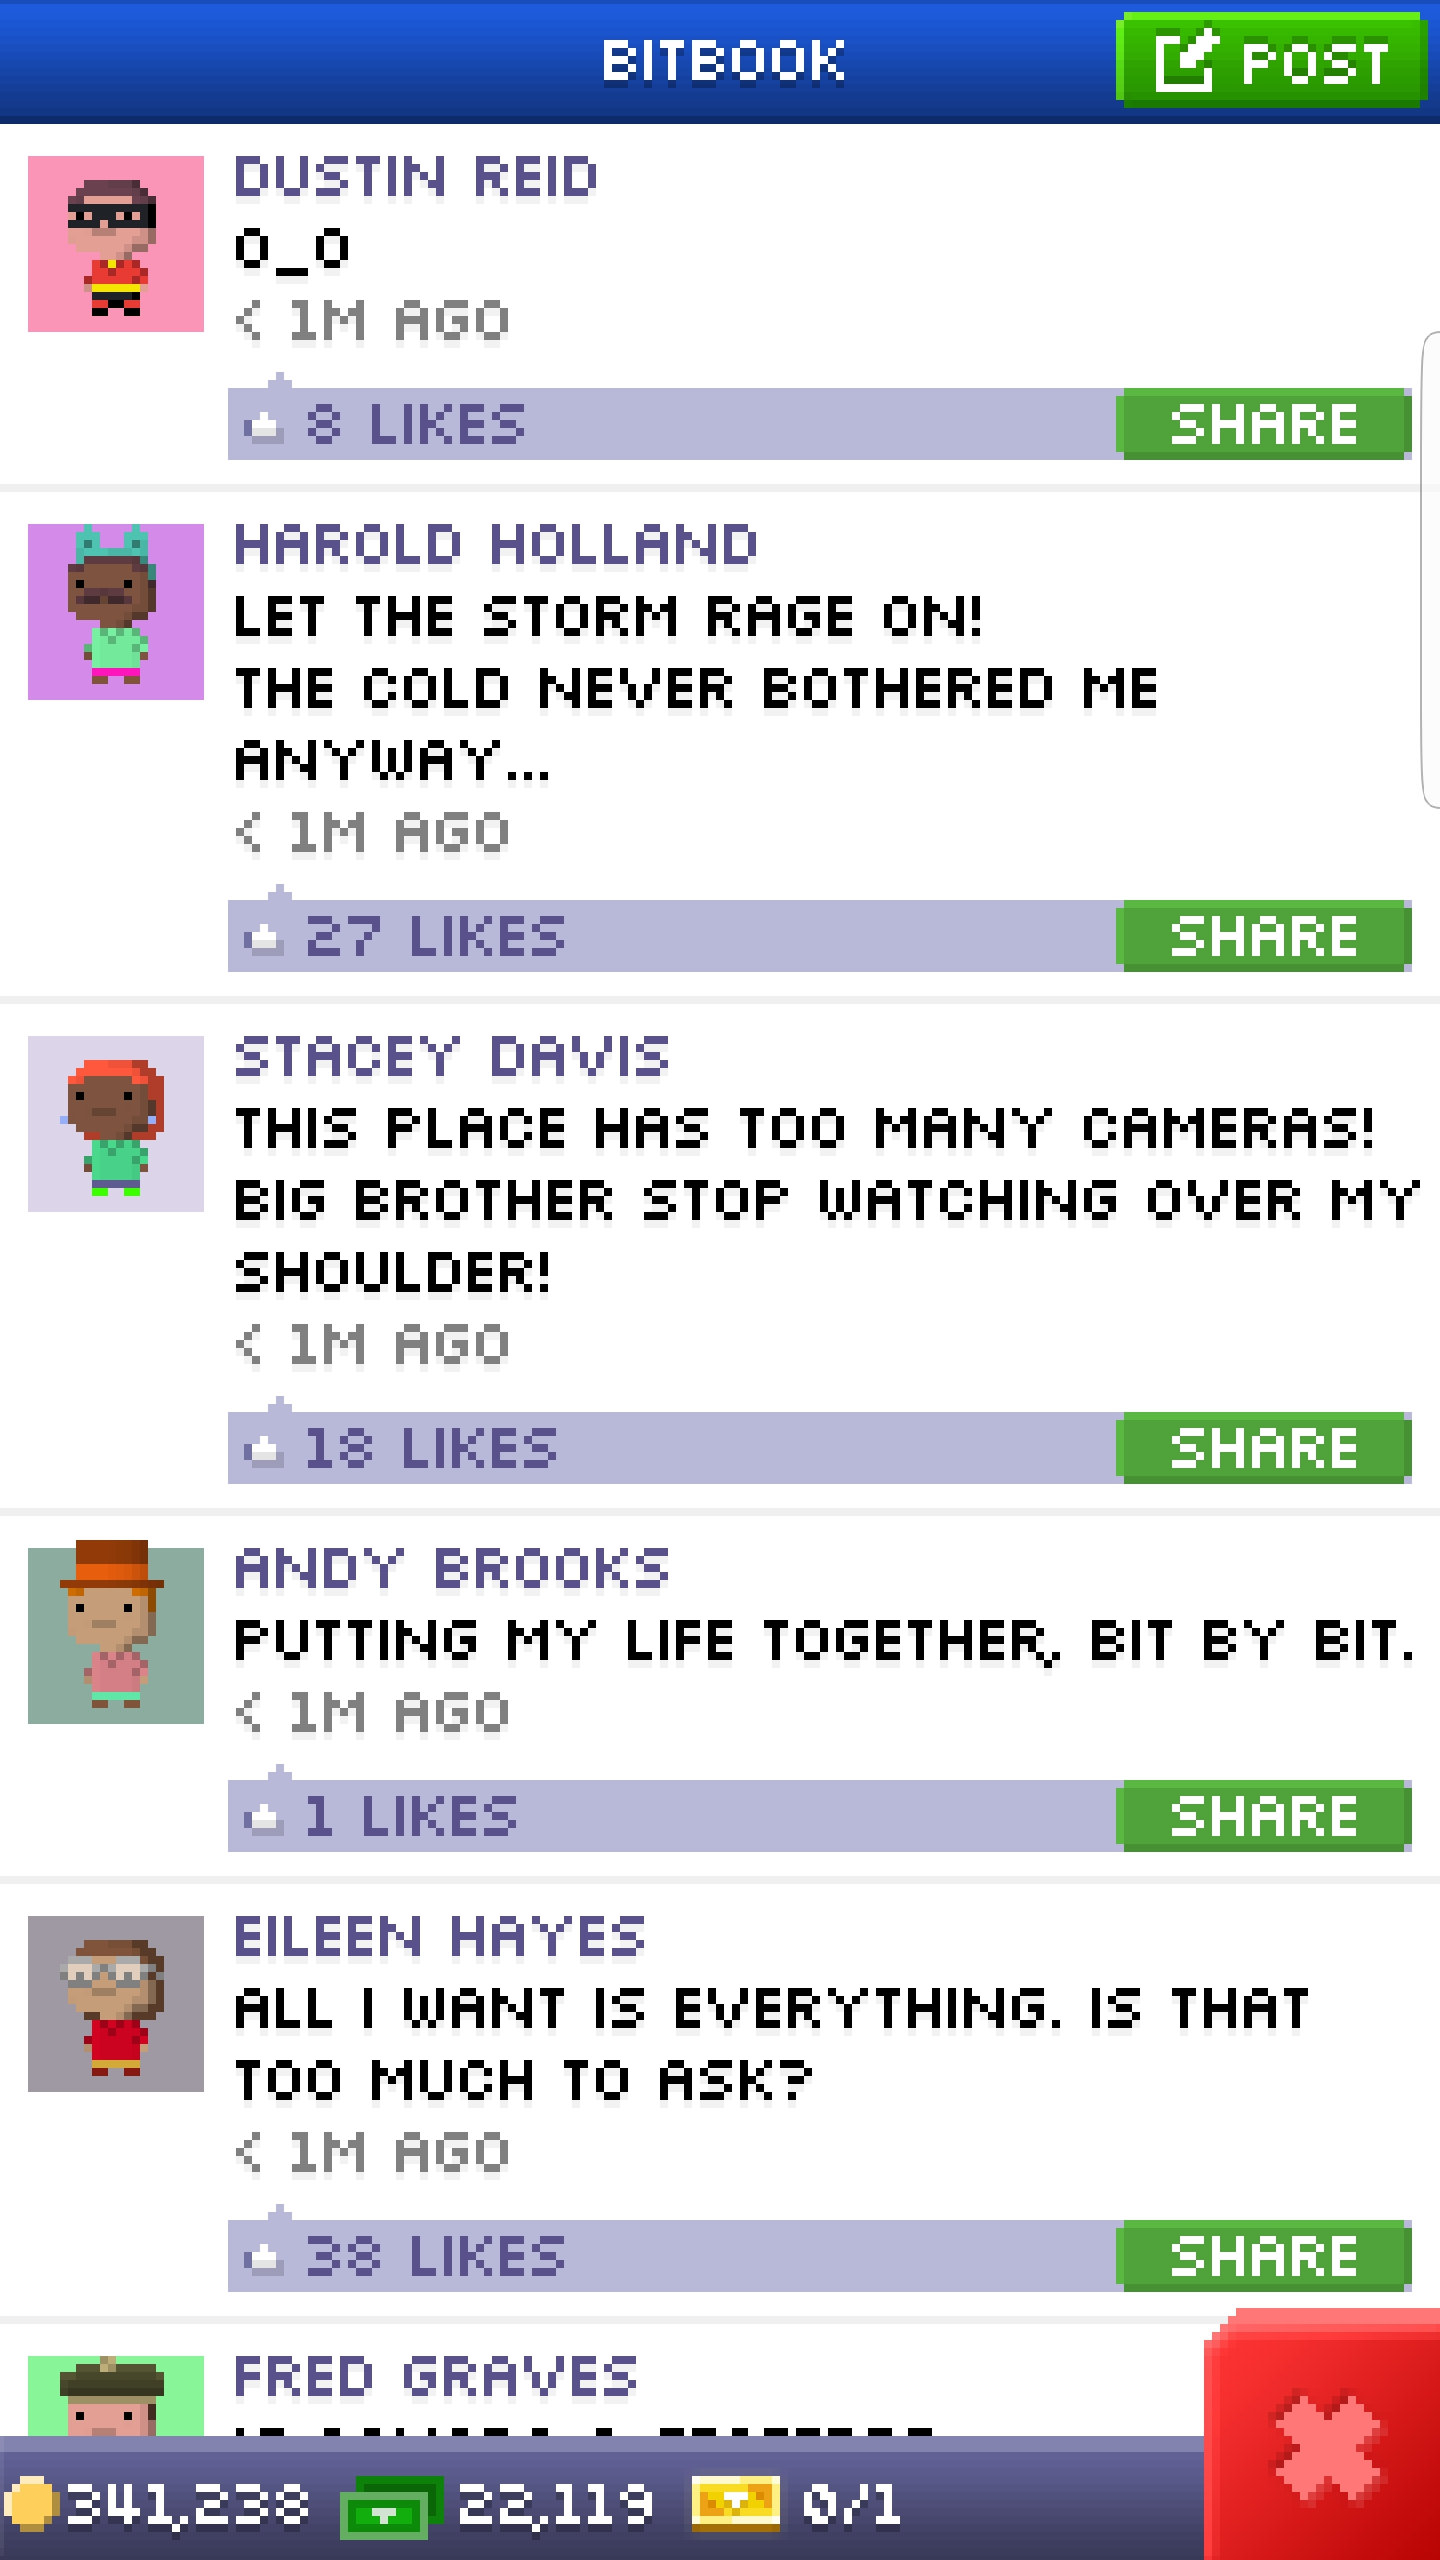 BITBOOK
POST
DUSTIN REID
O_O
< 1M AGO
8 LIKES
SHARE
HAROLD HOLLAND
LET THE STORM RAGE ON!
THE COLD NEVER BOTHERED ME
ANYWAY...
< 1M AGO
27 LIKES
SHARE
STACEY DAVIS
THIS PLACE HAS TOO MANY CAMERAS!
BIG BROTHER STOP WATCHING OVER MY
SHOULDER!
< 1M AGO
18 LIKES
SHARE
ANDY BROOKS
PUTTING MY LIFE TOGETHER, BIT BY BIT.
< 1M AGO
1 LIKES
SHARE
EILEEN HAYES
ALL I WANT IS EVERYTHING. IS THAT
TOO MUCH TO ASK?
< 1M AGO
38 LIKES
SHARE
FRED GRAVES
341,238
22,119
0/1